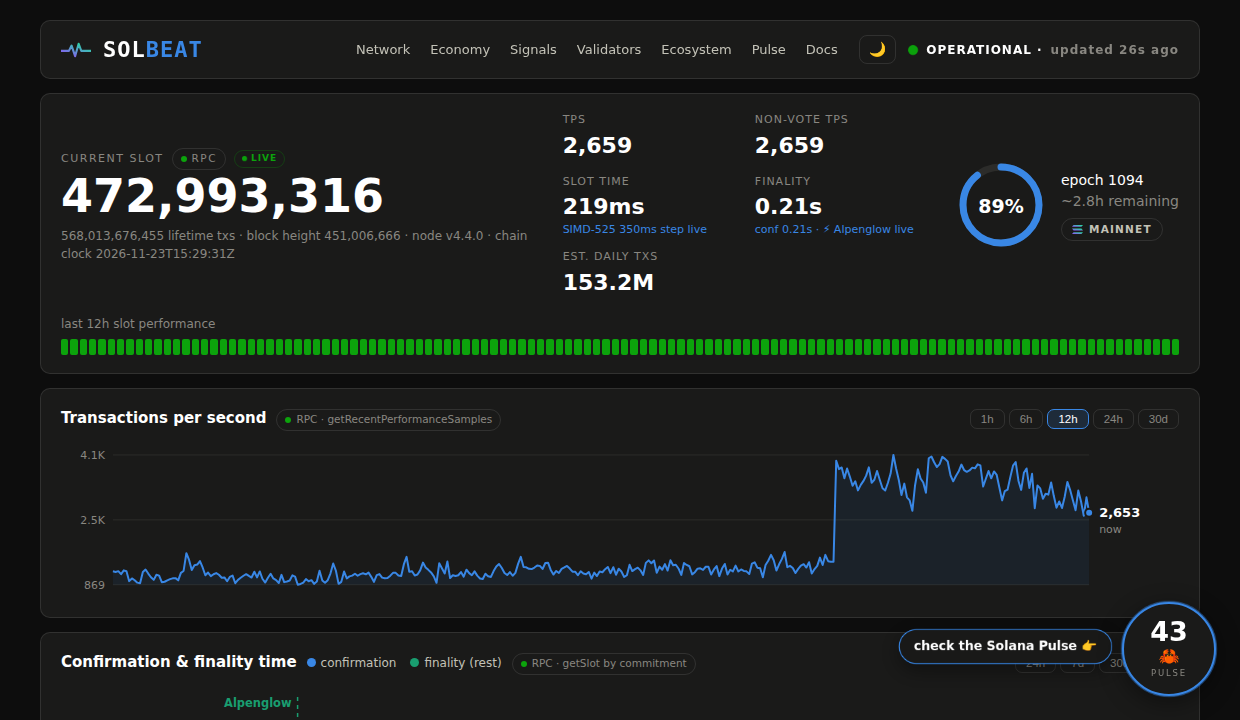 SOLBEAT
Network Economy Signals Validators Ecosystem Pulse Docs
OPERATIONAL · updated 26s ago
CURRENT SLOT
RPC
LIVE
472,993,316
568,013,676,455 lifetime txs · block height 451,006,666 · node v4.4.0 · chain
clock 2026-11-23T15:29:31Z
TPS
2,659
NON-VOTE TPS
2,659
SLOT TIME
219ms
SIMD-525 350ms step live
FINALITY
0.21s
conf 0.21s · ⚡ Alpenglow live
EST. DAILY TXS
153.2M
89%
epoch 1094
~2.8h remaining
MAINNET
last 12h slot performance
Transactions per second
RPC · getRecentPerformanceSamples
1h 6h 12h 24h 30d
4.1K
2.5K
869
2,653
now
Confirmation & finality time
confirmation
finality (rest)
RPC · getSlot by commitment
check the Solana Pulse 👉
43
PULSE
Alpenglow